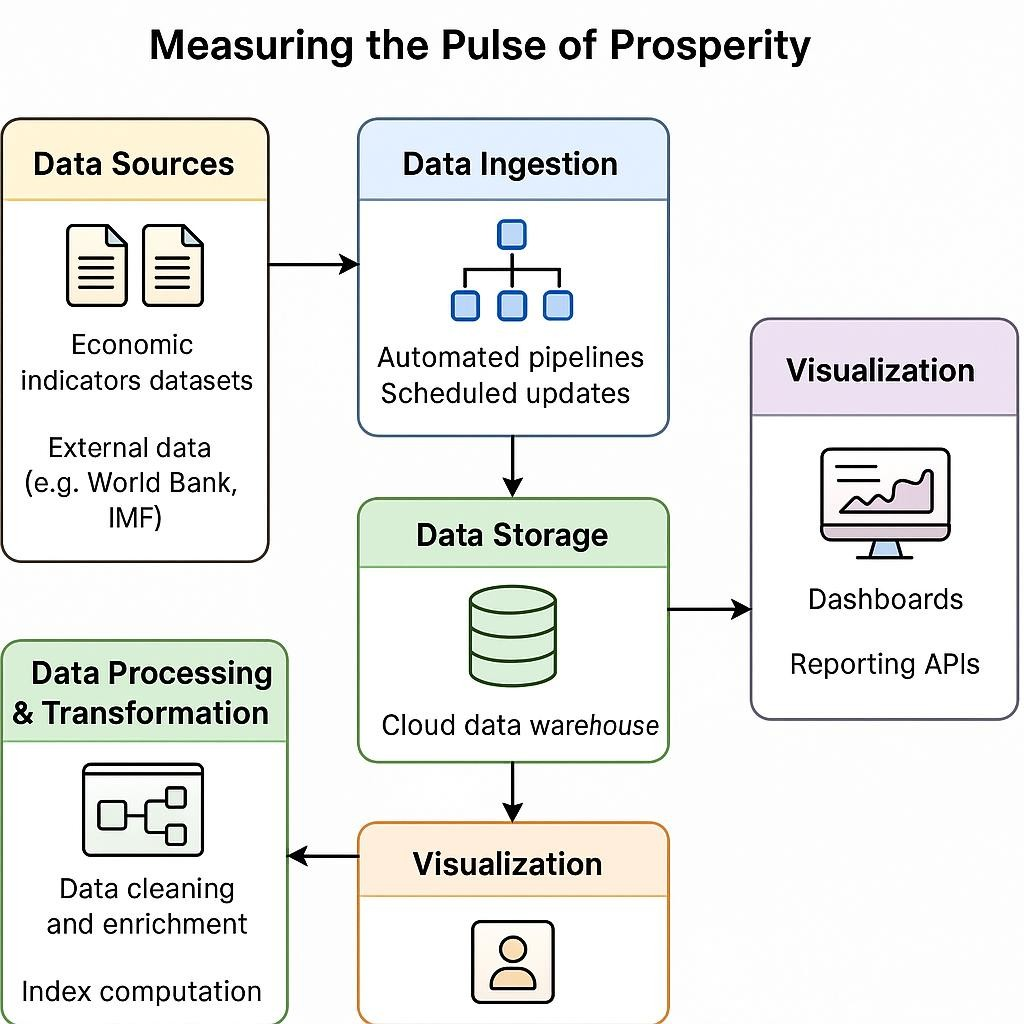 Measuring the Pulse of Prosperity
Data Sources
Economic
indicators datasets
External data
(e.g. World Bank,
IMF)
Data Ingestion
Automated pipelines
Scheduled updates
Data Storage
Cloud data warehouse
Visualization
Dashboards
Reporting APIs
Data Processing
& Transformation
Data cleaning
and enrichment
Index computation
Visualization